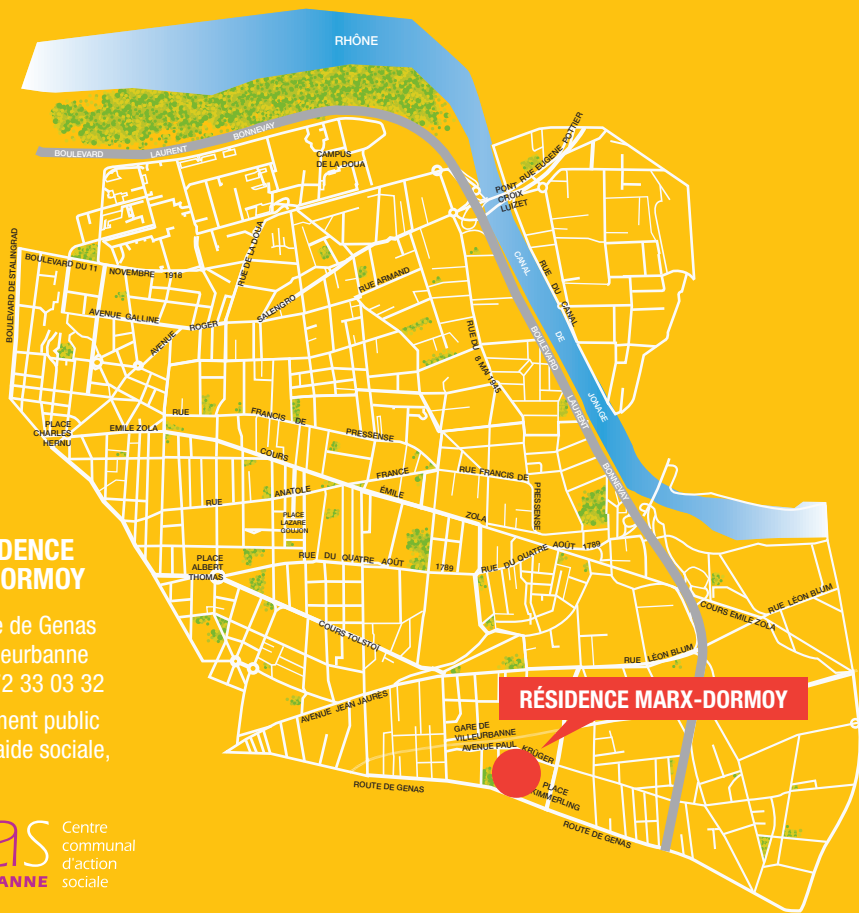 RHÔNE
BOULEVARD LAURENT BONNEVAY
CAMPUS
DE LA DOUA
RUE EUGENE POTTIER
PONT
CROIX
LUIZET
BOULEVARD DE STALINGRAD
BOULEVARD DU 11 NOVEMBRE 1918
RUE DE LA DOUA
AVENUE GALLINE
AVENUE ROGER SALENGRO
RUE ARMAND
CANAL DE JONAGE
RUE DU CANAL
RUE DU 8 MAI 1945
BOULEVARD LAURENT BONNEVAY
PLACE
CHARLES
HERNU
EMILE ZOLA
RUE FRANCIS DE PRESSENSE
COURS ÉMILE ZOLA
RUE ANATOLE FRANCE
RUE FRANCIS DE
PRESSENSE
PLACE
LAZARE
GOUJON
PLACE
ALBERT
THOMAS
RUE DU QUATRE AOÛT 1789
RUE DU QUATRE AOÛT 1789
COURS TOLSTOÏ
COURS EMILE ZOLA
RUE LÉON BLUM
RUE LÉON BLUM
DENCE
ORMOY
e de Genas
eurbanne
2 33 03 32
ment public
aide sociale,
AVENUE JEAN JAURÈS
RÉSIDENCE MARX-DORMOY
GARE DE
VILLEURBANNE
AVENUE PAUL KRÜGER
PLACE
KIMMERLING
ROUTE DE GENAS
ROUTE DE GENAS
as
ANNE
Centre
communal
d'action
sociale